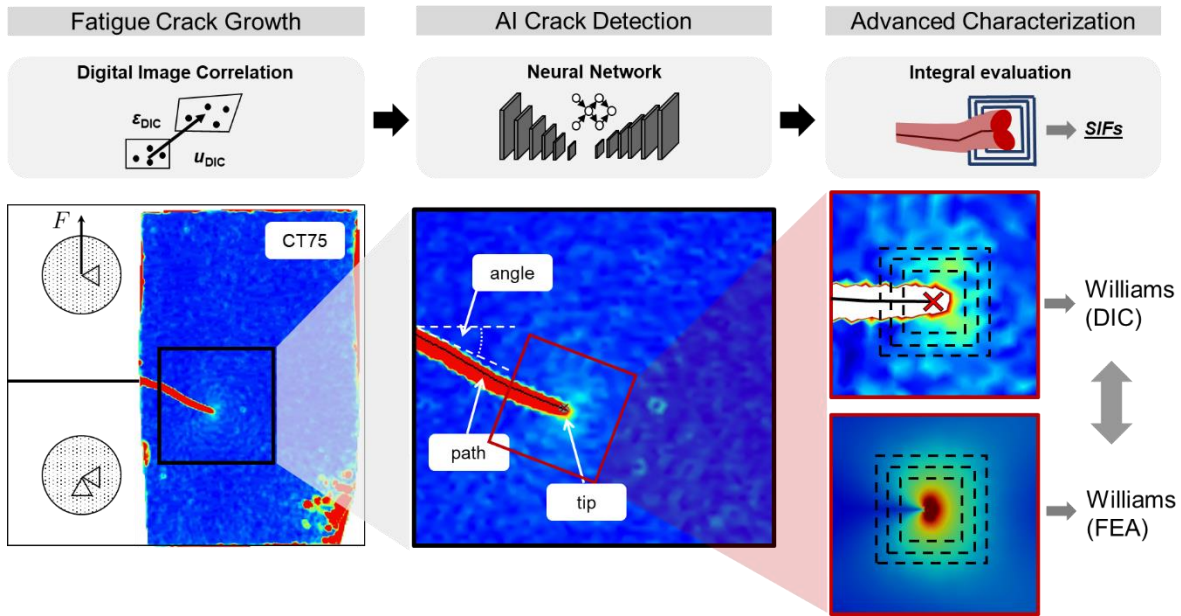 Fatigue Crack Growth
AI Crack Detection
Advanced Characterization
Digital Image Correlation
εDIC
uDIC
Neural Network
Integral evaluation
SIFs
F
CT75
angle
path
tip
Williams
(DIC)
Williams
(FEA)